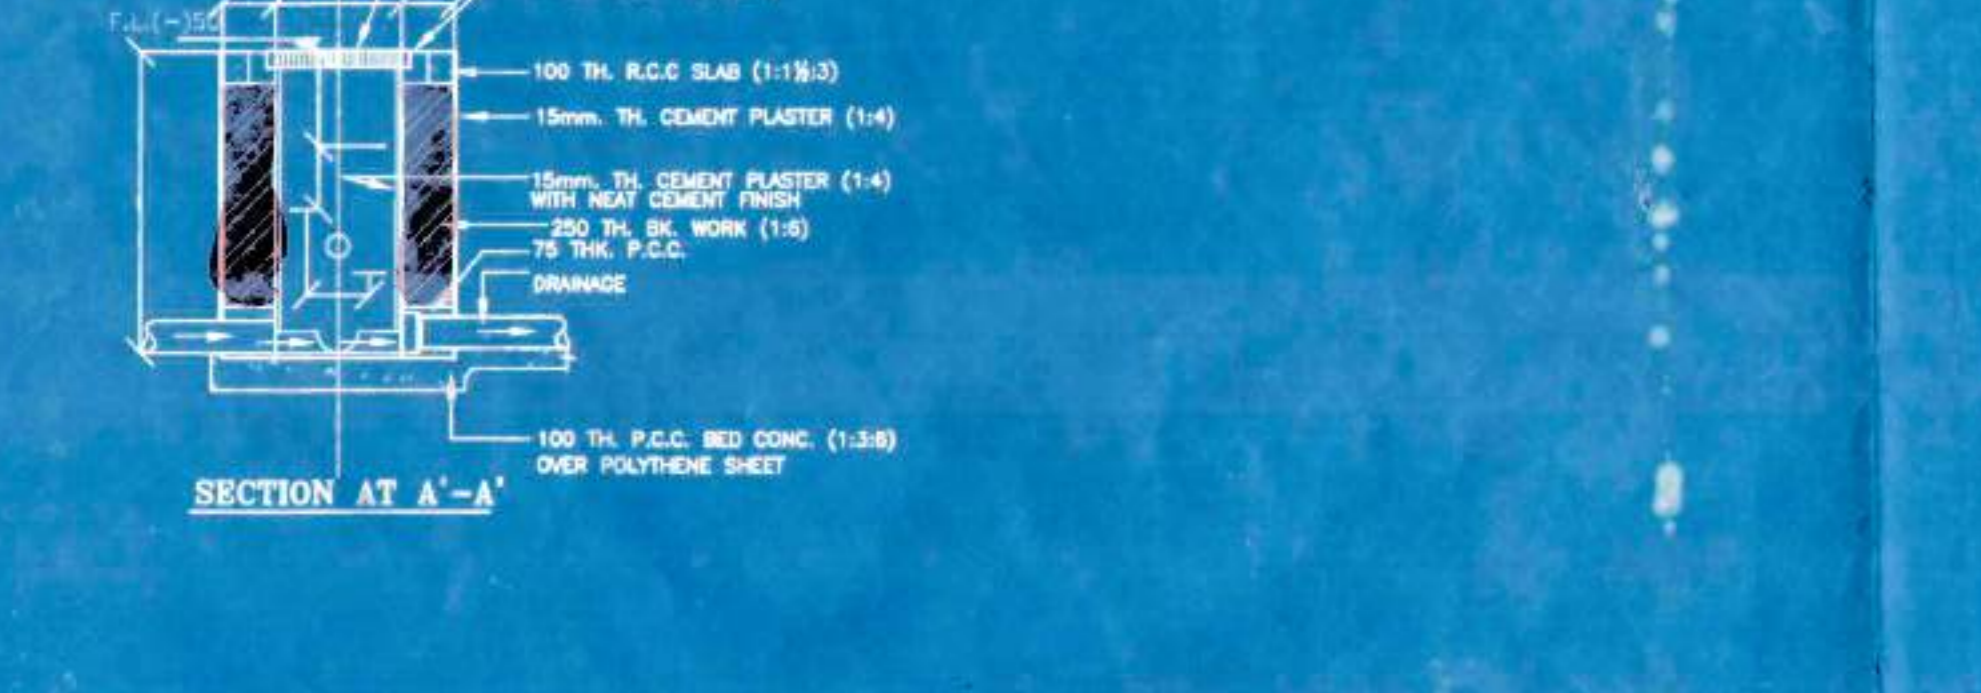 F.L.(-)50
100 TH. R.C.C SLAB (1:1½:3)
15mm. TH. CEMENT PLASTER (1:4)
15mm. TH. CEMENT PLASTER (1:4)
WITH NEAT CEMENT FINISH
250 TH. BK. WORK (1:6)
75 THK. P.C.C.
DRAINAGE
100 TH. P.C.C. BED CONC. (1:3:6)
OVER POLYTHENE SHEET
SECTION AT A'-A'